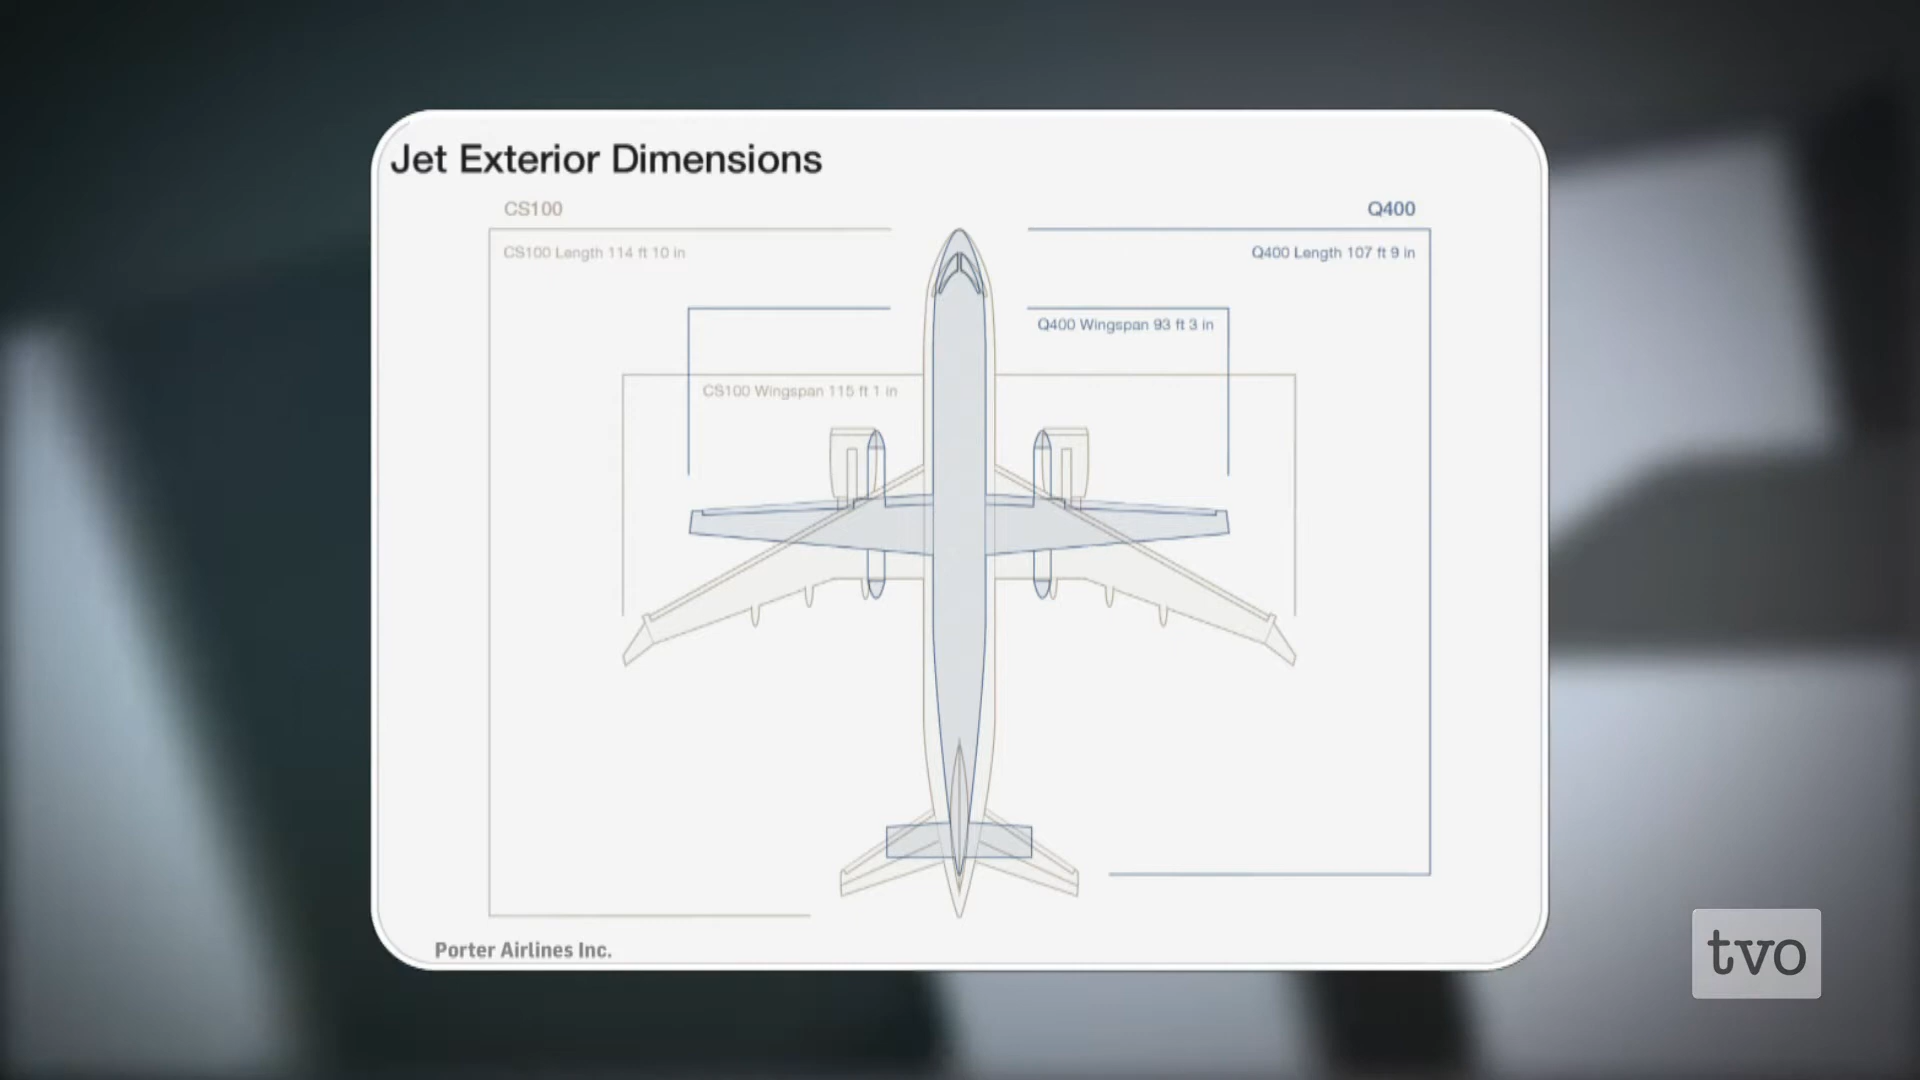 Jet Exterior Dimensions
CS100
Q400
CS100 Length 114 ft 10 in
Q400 Length 107 ft 9 in
Q400 Wingspan 93 ft 3 in
CS100 Wingspan 115 ft 1 in
Porter Airlines Inc.
tvo